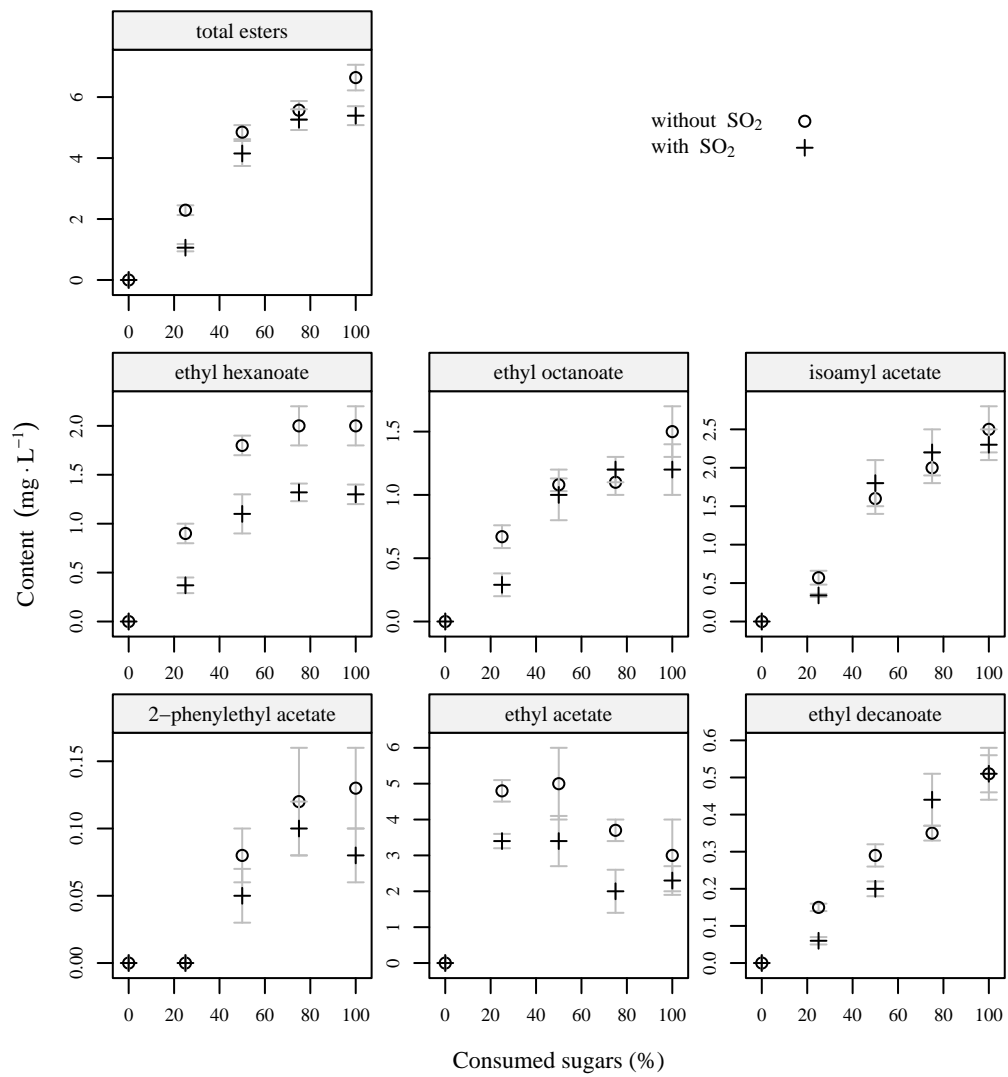 total esters
0 2 4 6
0 20 40 60 80 100
without SO₂
with SO₂
Content (mg · L⁻¹)
ethyl hexanoate
0.0 0.5 1.0 1.5 2.0
0 20 40 60 80 100
ethyl octanoate
0.0 0.5 1.0 1.5
0 20 40 60 80 100
isoamyl acetate
0.0 0.5 1.0 1.5 2.0 2.5
0 20 40 60 80 100
2−phenylethyl acetate
0.00 0.05 0.10 0.15
0 20 40 60 80 100
ethyl acetate
0 1 2 3 4 5 6
0 20 40 60 80 100
ethyl decanoate
0.0 0.1 0.2 0.3 0.4 0.5 0.6
0 20 40 60 80 100
Consumed sugars (%)